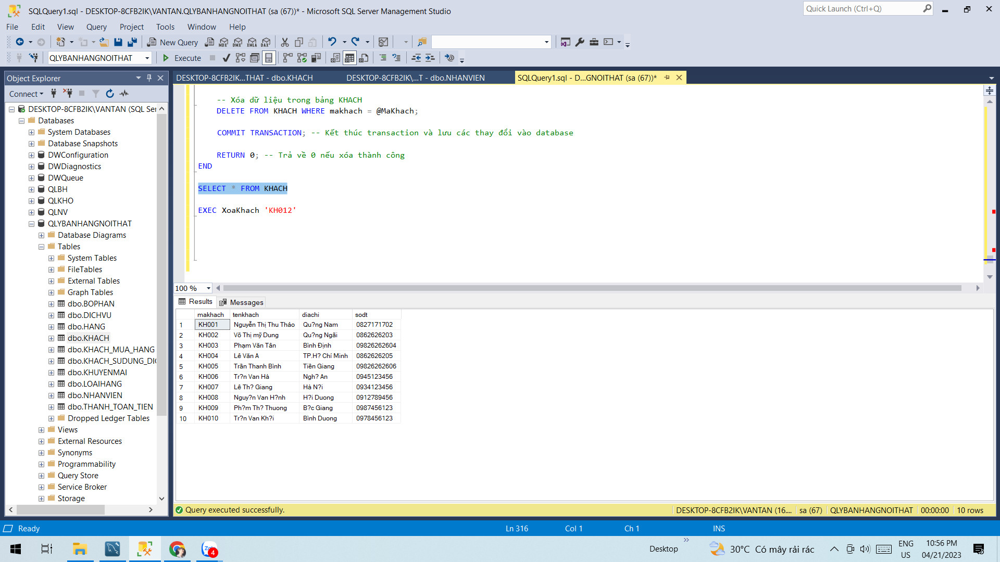 SQLQuery1.sql - DESKTOP-8CFB2IK\VANTAN.QLYBANHANGNOITHAT (sa (67))* - Microsoft SQL Server Management Studio
Quick Launch (Ctrl+Q)
File Edit View Query Project Tools Window Help
New Query MDX DMX XMLA DAX
QLYBANHANGNOITHAT Execute
Object Explorer
Connect
DESKTOP-8CFB2IK\VANTAN (SQL Ser
Databases
System Databases
Database Snapshots
DWConfiguration
DWDiagnostics
DWQueue
QLBH
QLKHO
QLNV
QLYBANHANGNOITHAT
Database Diagrams
Tables
System Tables
FileTables
External Tables
Graph Tables
dbo.BOPHAN
dbo.DICHVU
dbo.HANG
dbo.KHACH
dbo.KHACH_MUA_HANG
dbo.KHACH_SUDUNG_DIC
dbo.KHUYENMAI
dbo.LOAIHANG
dbo.NHANVIEN
dbo.THANH_TOAN_TIEN
Dropped Ledger Tables
Views
External Resources
Synonyms
Programmability
Query Store
Service Broker
Storage
DESKTOP-8CFB2IK...THAT - dbo.KHACH
DESKTOP-8CFB2IK\...T - dbo.NHANVIEN
SQLQuery1.sql - D...GNOITHAT (sa (67))*
-- Xóa dữ liệu trong bảng KHACH
DELETE FROM KHACH WHERE makhach = @MaKhach;
COMMIT TRANSACTION; -- Kết thúc transaction và lưu các thay đổi vào database
RETURN 0; -- Trả về 0 nếu xóa thành công
END
SELECT * FROM KHACH
EXEC XoaKhach 'KH012'
100 %
Results Messages
makhach tenkhach diachi sodt
1 KH001 Nguyễn Thị Thu Thảo Qu?ng Nam 0827171702
2 KH002 Võ Thị mỹ Dung Qu?ng Ngãi 0862626203
3 KH003 Phạm Văn Tân Bình Định 09826262604
4 KH004 Lê Văn A TP.H? Chí Minh 0862626205
5 KH005 Trần Thanh Bình Tiền Giang 09826262606
6 KH006 Tr?n Van Hà Ngh? An 0945123456
7 KH007 Lê Th? Giang Hà N?i 0934123456
8 KH008 Nguy?n Van H?nh H?i Duong 0912789456
9 KH009 Ph?m Th? Thuong B?c Giang 0987456123
10 KH010 Tr?n Van Kh?i Bình Duong 0978456123
Query executed successfully.
DESKTOP-8CFB2IK\VANTAN (16.... sa (67) QLYBANHANGNOITHAT 00:00:00 10 rows
Ready Ln 316 Col 1 Ch 1 INS
4
Desktop
30°C Có mây rải rác
ENG
US
10:56 PM
04/21/2023